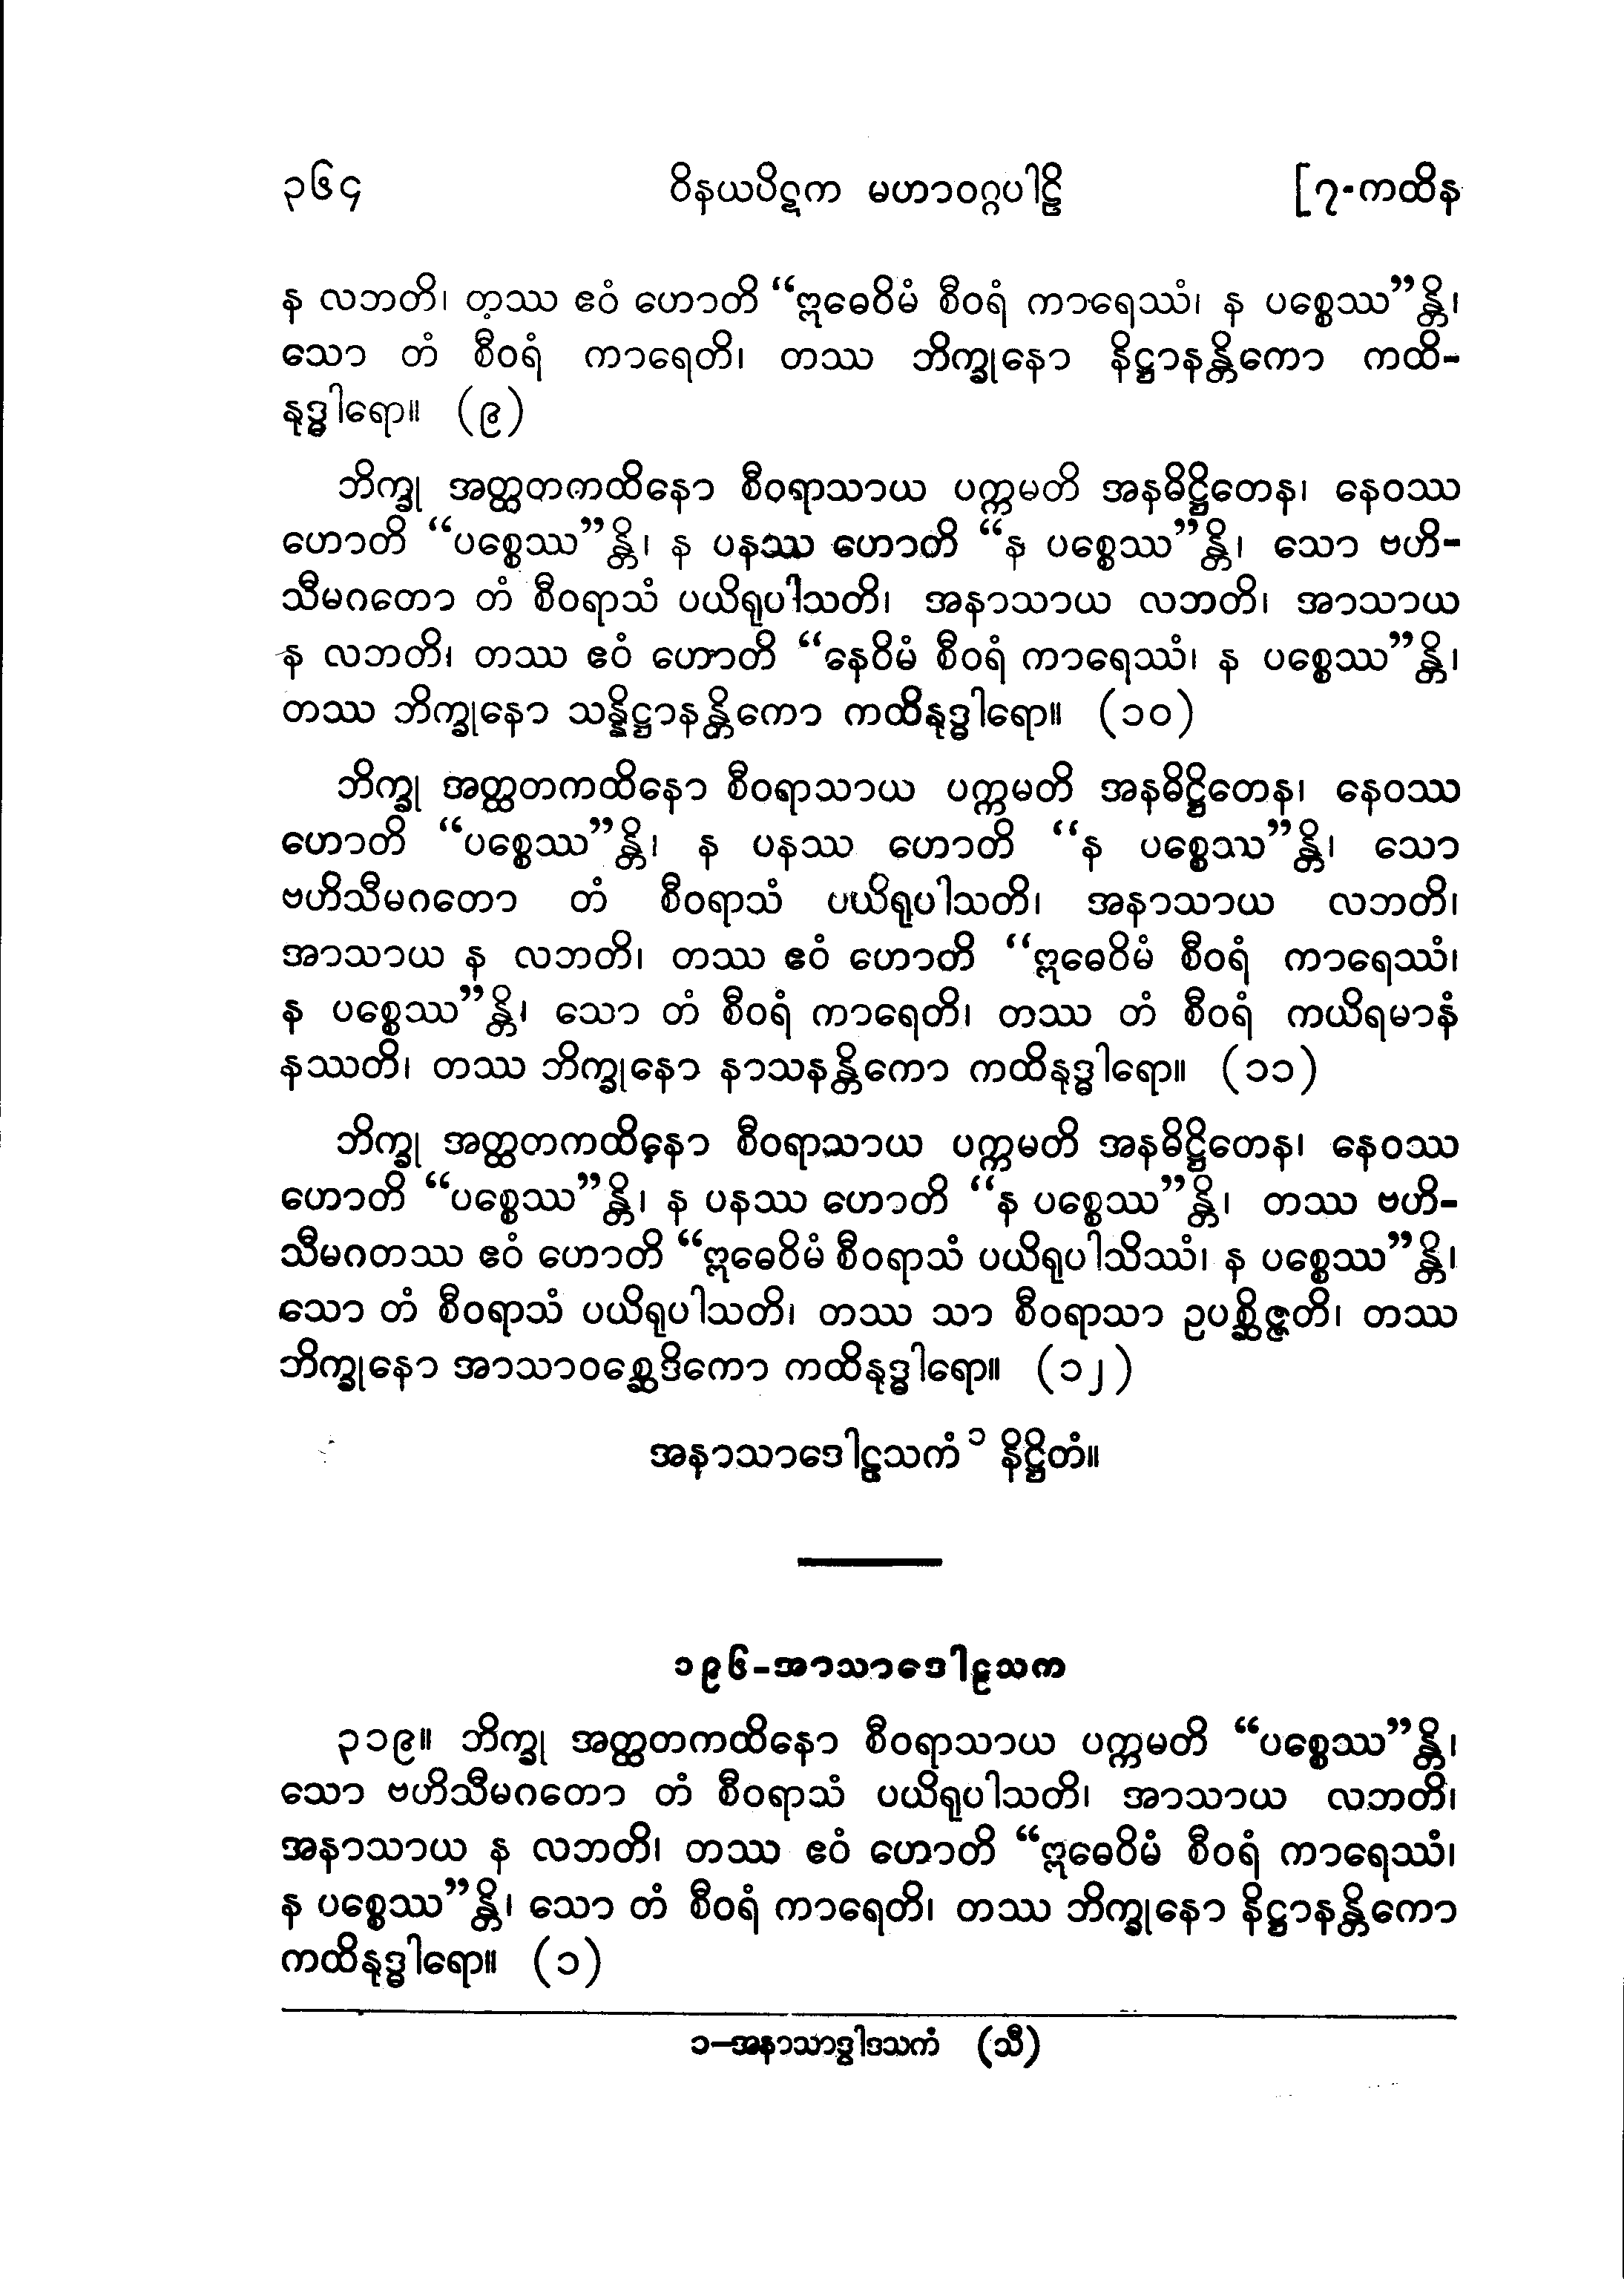 ၃၆၄ ဝိနယပိဋက မဟာဝဂ္ဂပါဠိ [၇-ကထိန
န လဘတိ၊ တဿ ဧဝံ ဟောတိ “ဣဓေဝိမံ စီဝရံ ကာရေဿံ၊ န ပစ္စေဿ”န္တိ၊
သော တံ စီဝရံ ကာရေတိ၊ တဿ ဘိက္ခုနော နိဋ္ဌာနန္တိကော ကထိ-
နုဒ္ဓါရော။ (၉)
ဘိက္ခု အတ္ထတကထိနော စီဝရာသာယ ပက္ကမတိ အနဓိဋ္ဌိတေန၊ နေဝဿ
ဟောတိ “ပစ္စေဿ”န္တိ၊ န ပနဿ ဟောတိ “န ပစ္စေဿ”န္တိ၊ သော ဗဟိ-
သီမဂတော တံ စီဝရာသံ ပယိရုပါသတိ၊ အနာသာယ လဘတိ၊ အာသာယ
န လဘတိ၊ တဿ ဧဝံ ဟောတိ “နေဝိမံ စီဝရံ ကာရေဿံ၊ န ပစ္စေဿ”န္တိ၊
တဿ ဘိက္ခုနော သန္နိဋ္ဌာနန္တိကော ကထိနုဒ္ဓါရော။ (၁၀)
ဘိက္ခု အတ္ထတကထိနော စီဝရာသာယ ပက္ကမတိ အနဓိဋ္ဌိတေန၊ နေဝဿ
ဟောတိ “ပစ္စေဿ”န္တိ၊ န ပနဿ ဟောတိ “န ပစ္စေဿ”န္တိ၊ သော
ဗဟိသီမဂတော တံ စီဝရာသံ ပယိရုပါသတိ၊ အနာသာယ လဘတိ၊
အာသာယ န လဘတိ၊ တဿ ဧဝံ ဟောတိ “ဣဓေဝိမံ စီဝရံ ကာရေဿံ၊
န ပစ္စေဿ”န္တိ၊ သော တံ စီဝရံ ကာရေတိ၊ တဿ တံ စီဝရံ ကယိရမာနံ
နဿတိ၊ တဿ ဘိက္ခုနော နာသနန္တိကော ကထိနုဒ္ဓါရော။ (၁၁)
ဘိက္ခု အတ္ထတကထိနော စီဝရာသာယ ပက္ကမတိ အနဓိဋ္ဌိတေန၊ နေဝဿ
ဟောတိ “ပစ္စေဿ”န္တိ၊ န ပနဿ ဟောတိ “န ပစ္စေဿ”န္တိ၊ တဿ ဗဟိ-
သီမဂတဿ ဧဝံ ဟောတိ “ဣဓေဝိမံ စီဝရာသံ ပယိရုပါသိဿံ၊ န ပစ္စေဿ”န္တိ၊
သော တံ စီဝရာသံ ပယိရုပါသတိ၊ တဿ သာ စီဝရာသာ ဥပစ္ဆိဇ္ဇတိ၊ တဿ
ဘိက္ခုနော အာသာဝစ္ဆေဒိကော ကထိနုဒ္ဓါရော။ (၁၂)
အနာသာဒေါဠသကံ ၁ နိဋ္ဌိတံ။
၁၉၆-အာသာဒေါဠသက
၃၁၉။ ဘိက္ခု အတ္ထတကထိနော စီဝရာသာယ ပက္ကမတိ “ပစ္စေဿ”န္တိ၊
သော ဗဟိသီမဂတော တံ စီဝရာသံ ပယိရုပါသတိ၊ အာသာယ လဘတိ၊
အနာသာယ န လဘတိ၊ တဿ ဧဝံ ဟောတိ “ဣဓေဝိမံ စီဝရံ ကာရေဿံ၊
န ပစ္စေဿ”န္တိ၊ သော တံ စီဝရံ ကာရေတိ၊ တဿ ဘိက္ခုနော နိဋ္ဌာနန္တိကော
ကထိနုဒ္ဓါရော။ (၁)
၁-အနာသာဒွါဒသကံ (သီ)